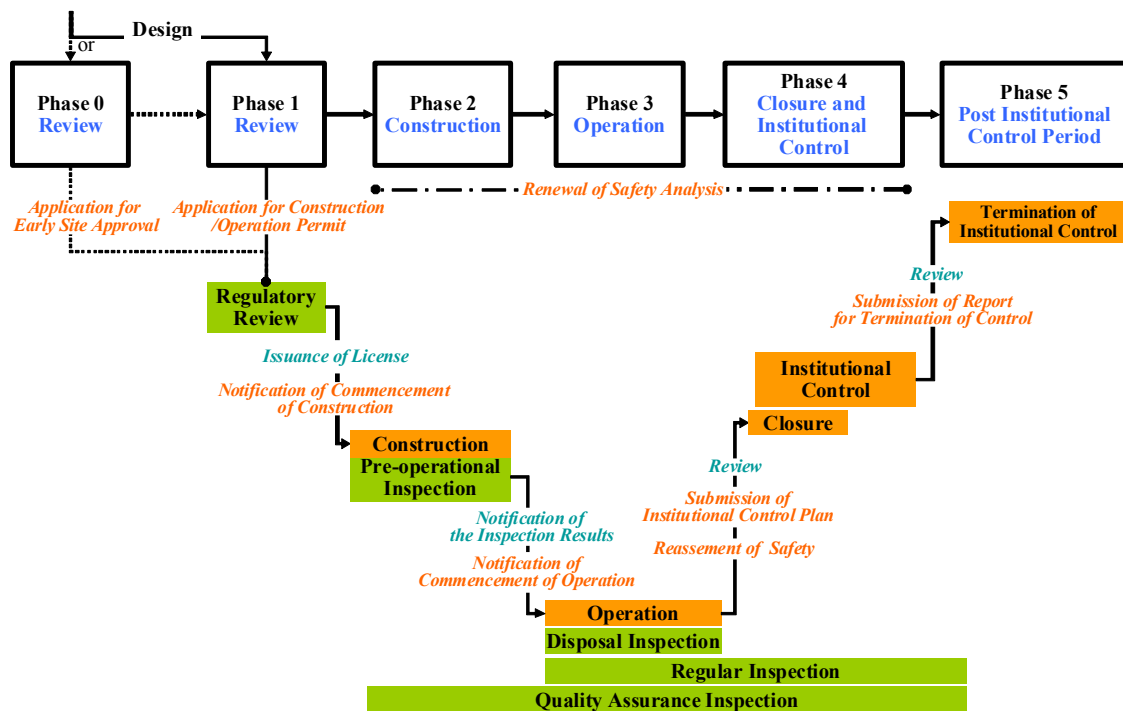 Design
or
Phase 0
Review
Phase 1
Review
Phase 2
Construction
Phase 3
Operation
Phase 4
Closure and
Institutional
Control
Phase 5
Post Institutional
Control Period
Renewal of Safety Analysis
Application for
Early Site Approval
Application for Construction
/Operation Permit
Termination of
Institutional Control
Review
Submission of Report
for Termination of Control
Regulatory
Review
Issuance of License
Notification of Commencement
of Construction
Institutional
Control
Closure
Construction
Pre-operational
Inspection
Review
Submission of
Institutional Control Plan
Reassement of Safety
Notification of
the Inspection Results
Notification of
Commencement of Operation
Operation
Disposal Inspection
Regular Inspection
Quality Assurance Inspection